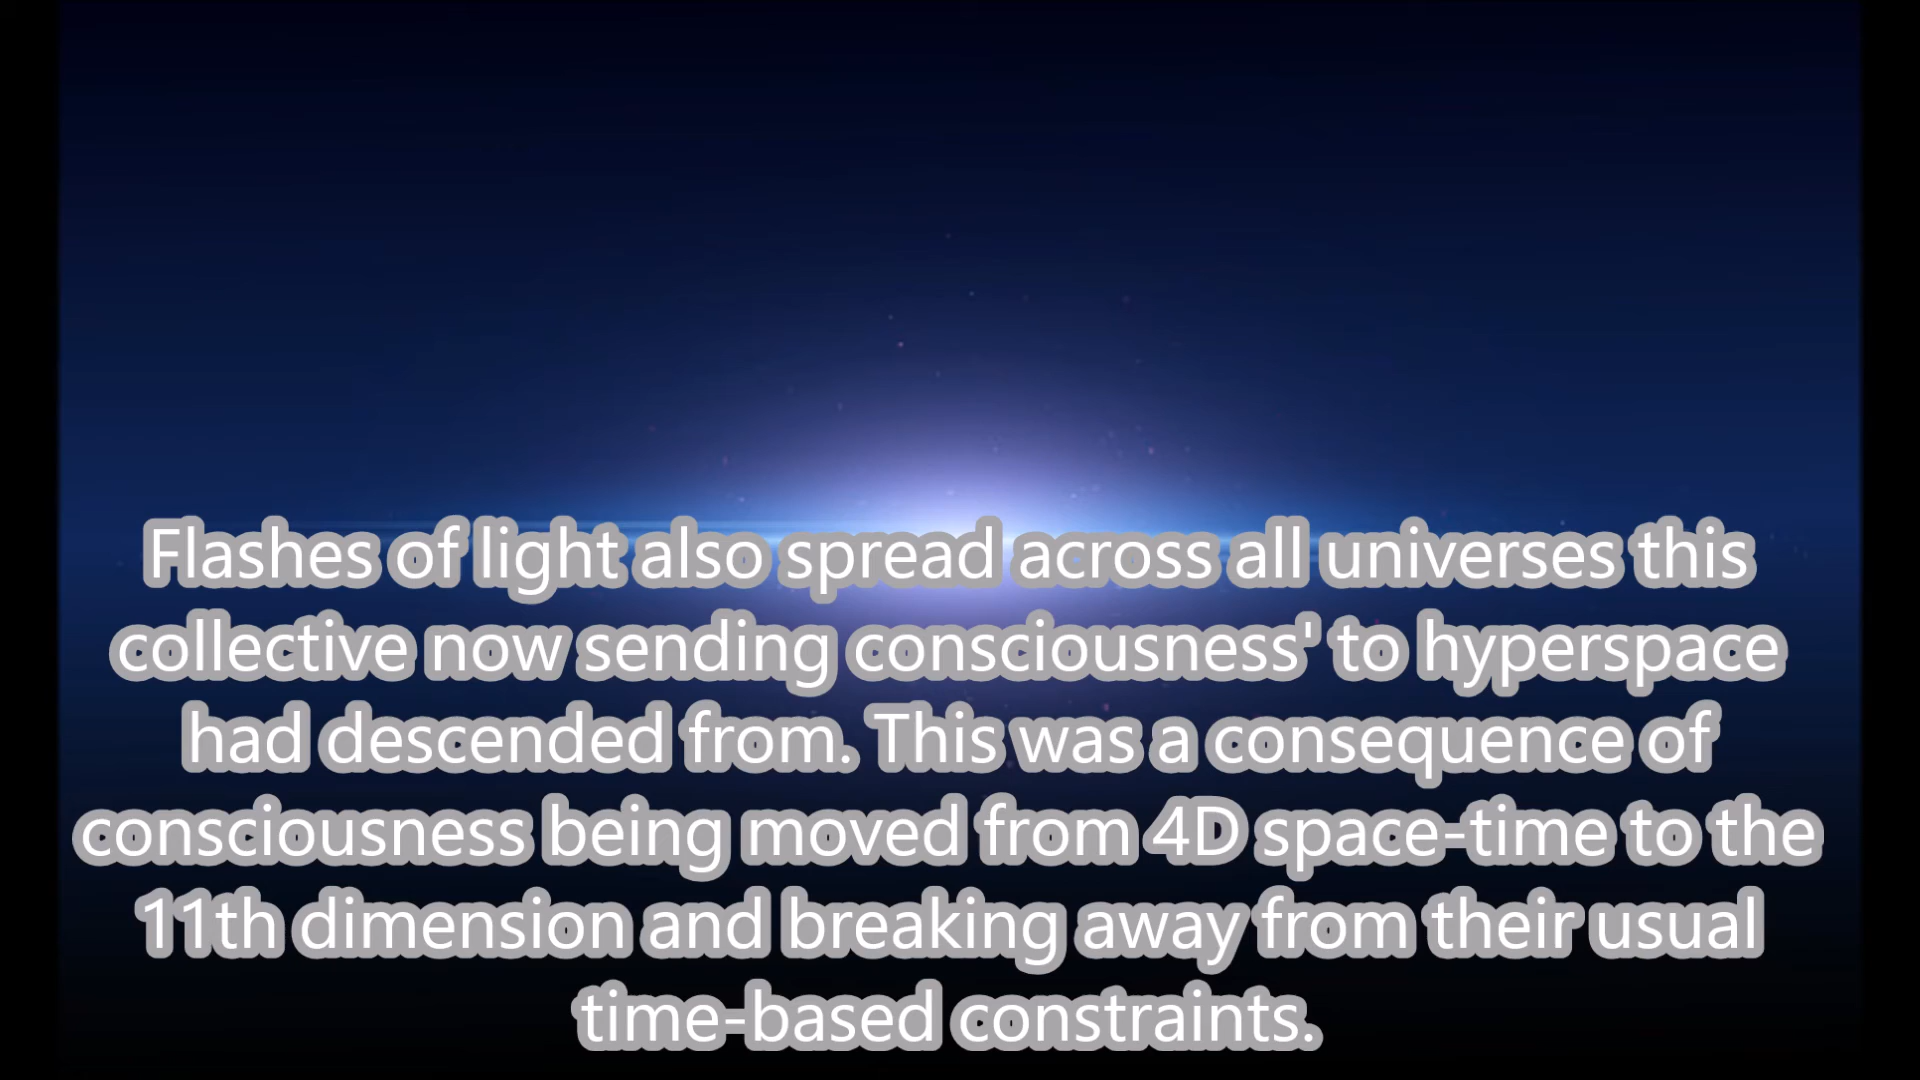 Flashes of light also spread across all universes this
collective now sending consciousness' to hyperspace
had descended from. This was a consequence of
consciousness being moved from 4D space-time to the
11th dimension and breaking away from their usual
time-based constraints.